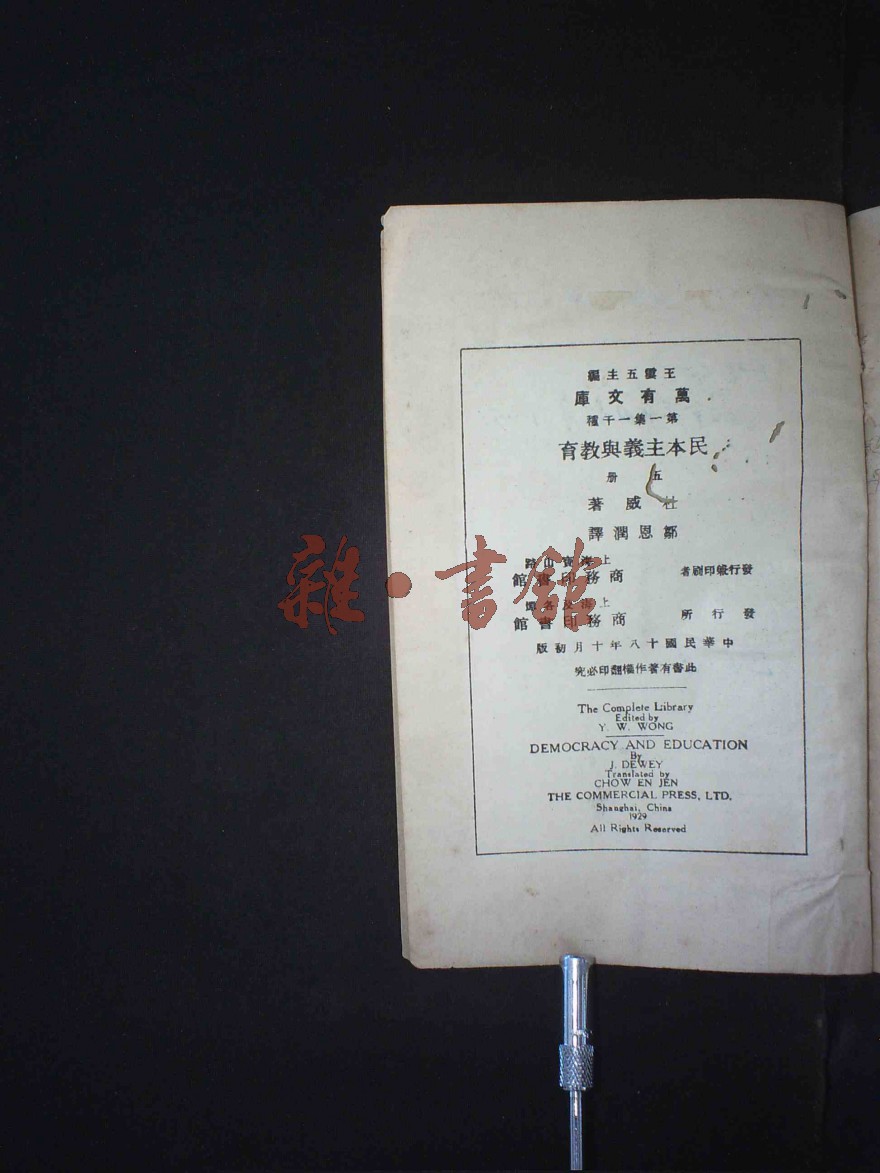 王雲五主編
萬有文庫
第一集一千種
民本主義與教育
五册
杜威著
鄒恩潤譯
發行兼印刷者
上海寶山路
商務印書館
發行所
上海及各埠
商務印書館
中華民國十八年十月初版
此書有著作權翻印必究
The Complete Library
Edited by
Y. W. WONG
DEMOCRACY AND EDUCATION
By
J. DEWEY
Translated by
CHOW EN JEN
THE COMMERCIAL PRESS, LTD.
Shanghai, China
1929
All Rights Reserved
雜·書館